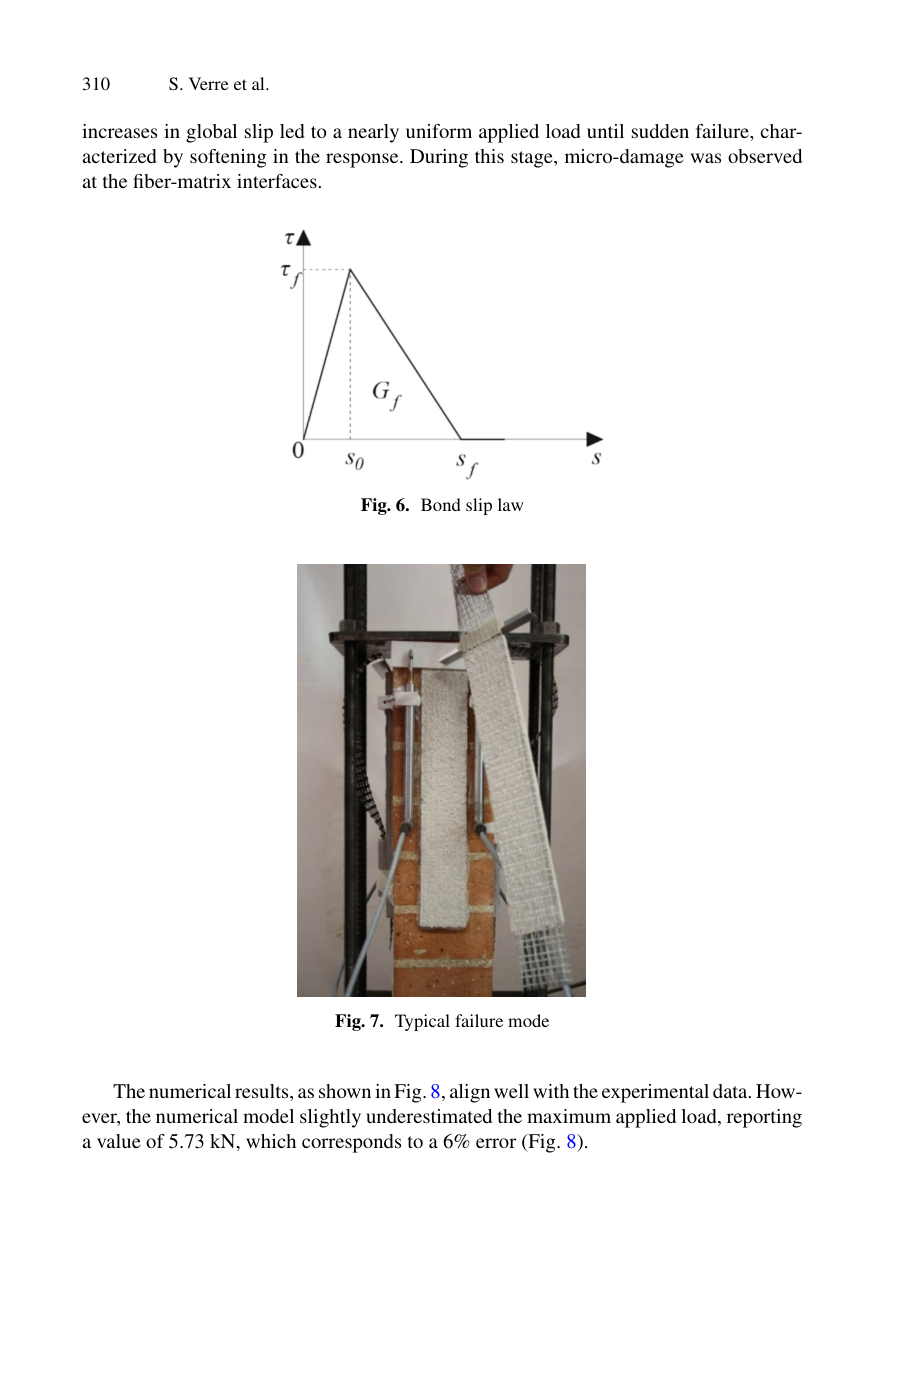 310 S. Verre et al.
increases in global slip led to a nearly uniform applied load until sudden failure, char-
acterized by softening in the response. During this stage, micro-damage was observed
at the fiber-matrix interfaces.
τ
τf
Gf
0
s0
sf
s
Fig. 6. Bond slip law
Fig. 7. Typical failure mode
The numerical results, as shown in Fig. 8, align well with the experimental data. How-
ever, the numerical model slightly underestimated the maximum applied load, reporting
a value of 5.73 kN, which corresponds to a 6% error (Fig. 8).